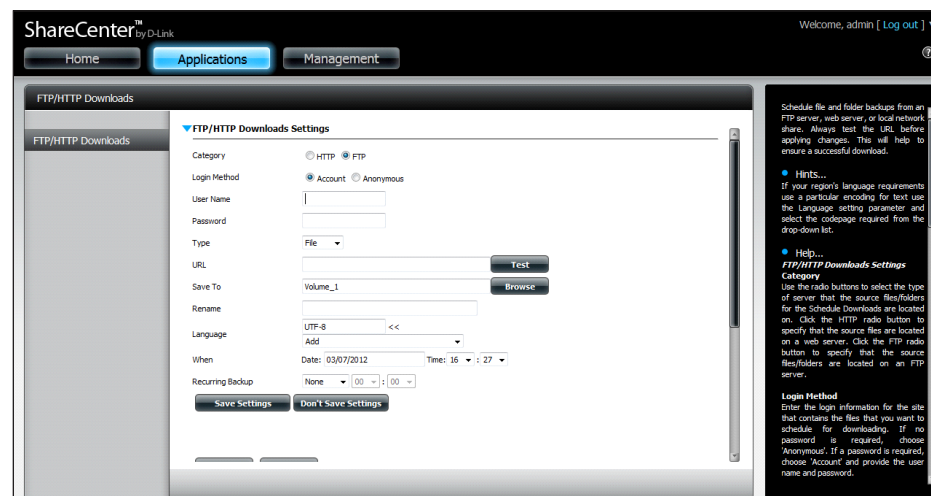 ShareCenter™ by D-Link
Welcome, admin [ Log out ]
Home Applications Management
FTP/HTTP Downloads
FTP/HTTP Downloads
FTP/HTTP Downloads Settings
Category HTTP FTP
Login Method Account Anonymous
User Name
Password
Type File
URL Test
Save To Volume_1 Browse
Rename
Language UTF-8 <<
Add
When Date: 03/07/2012 Time: 16 : 27
Recurring Backup None 00 : 00
Save Settings Don't Save Settings
Schedule file and folder backups from an
FTP server, web server, or local network
share. Always test the URL before
applying changes. This will help to
ensure a successful download.
Hints...
If your region's language requirements
use a particular encoding for text use
the Language setting parameter and
select the codepage required from the
drop-down list.
Help...
FTP/HTTP Downloads Settings
Category
Use the radio buttons to select the type
of server that the source files/folders
for the Schedule Downloads are located
on. Click the HTTP radio button to
specify that the source files are located
on a web server. Click the FTP radio
button to specify that the source
files/folders are located on an FTP
server.
Login Method
Enter the login information for the site
that contains the files that you want to
schedule for downloading. If no
password is required, choose
'Anonymous'. If a password is required,
choose 'Account' and provide the user
name and password.